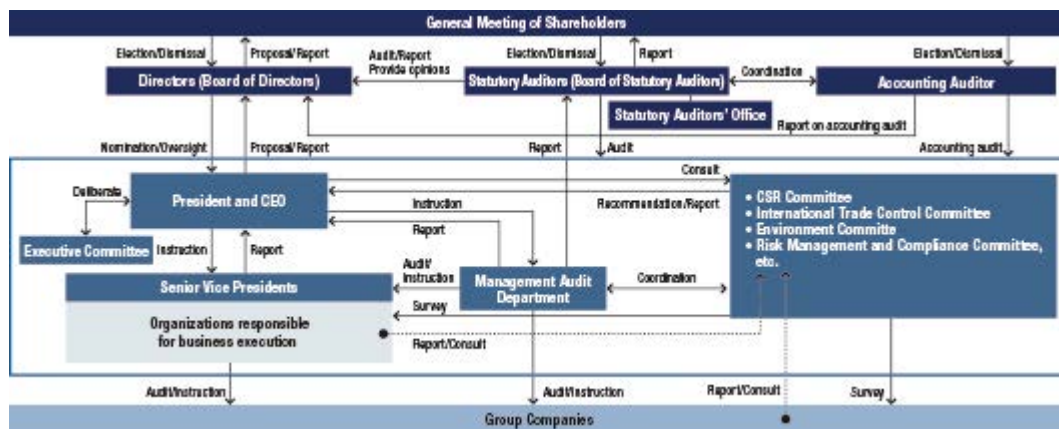 General Meeting of Shareholders
Election/Dismissal
Proposal/Report
Audit/Report
Provide opinions
Election/Dismissal
Report
Election/Dismissal
Directors (Board of Directors)
Statutory Auditors (Board of Statutory Auditors)
Coordination
Accounting Auditor
Statutory Auditors' Office
Report on accounting audit
Nomination/Oversight
Proposal/Report
Report
Audit
Accounting audit
Deliberate
President and CEO
Consult
Instruction
Recommendation/Report
Report
• CSR Committee
• International Trade Control Committee
• Environment Committe
• Risk Management and Compliance Committee,
etc.
Executive Committee
Instruction
Report
Audit/
Instruction
Senior Vice Presidents
Management Audit
Department
Coordination
Survey
Organizations responsible
for business execution
Report/Consult
Audit/Instruction
Audit/Instruction
Report/Consult
Survey
Group Companies